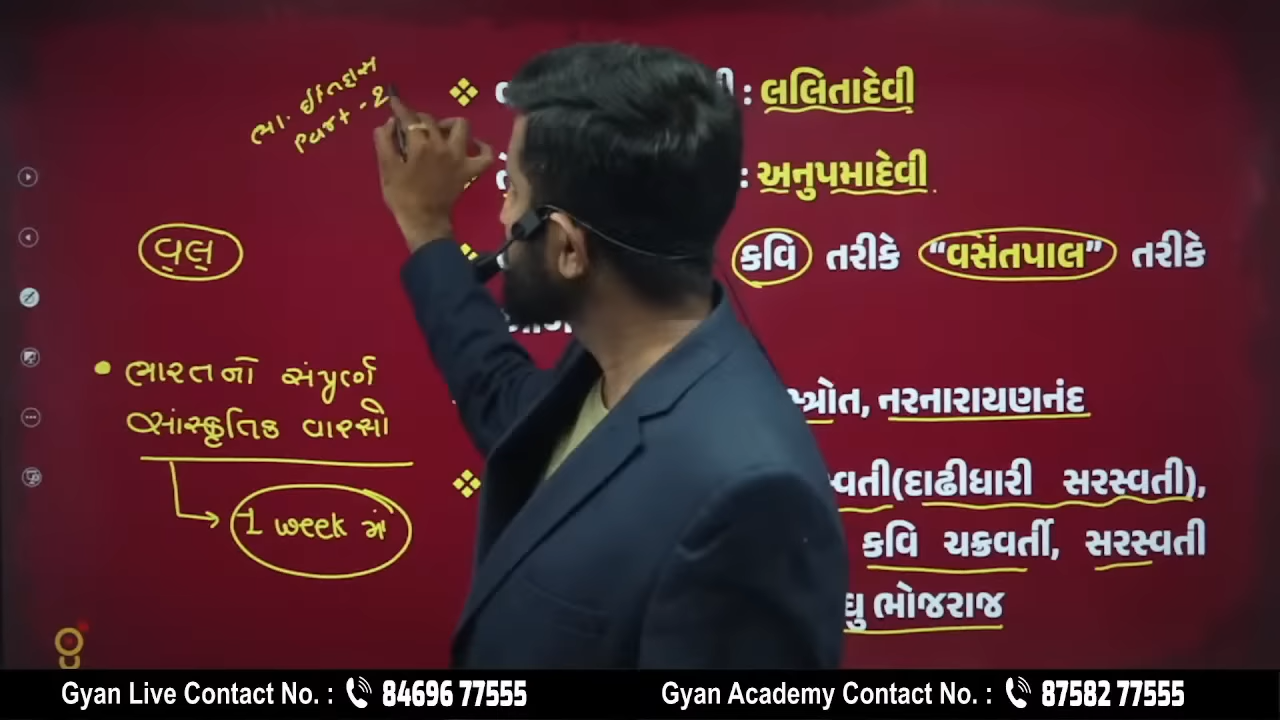 ભા. ઈતિહાસ
Part - 2
: લલિતાદેવી
: અનુપમાદેવી.
વ્લ્
કવિ તરીકે “વસંતપાલ” તરીકે
ભારતનો સંપૂર્ણ
સાંસ્કૃતિક વારસો
1 week માં
નરનારાયણનંદ
(દાઢીધારી સરસ્વતી),
કવિ ચક્રવર્તી, સરસ્વતી
ભોજરાજ
Gyan Live Contact No. : 84696 77555
Gyan Academy Contact No. : 87582 77555